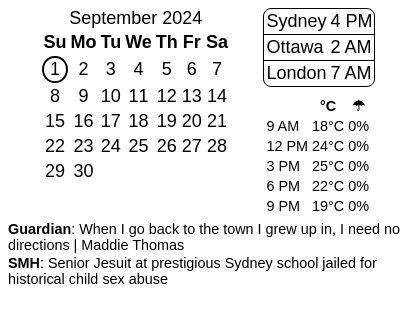 September 2024
Su Mo Tu We Th Fr Sa
1 2 3 4 5 6 7
8 9 10 11 12 13 14
15 16 17 18 19 20 21
22 23 24 25 26 27 28
29 30
Sydney 4 PM
Ottawa 2 AM
London 7 AM
°C ☂
9 AM 18°C 0%
12 PM 24°C 0%
3 PM 25°C 0%
6 PM 22°C 0%
9 PM 19°C 0%
Guardian: When I go back to the town I grew up in, I need no
directions | Maddie Thomas
SMH: Senior Jesuit at prestigious Sydney school jailed for
historical child sex abuse